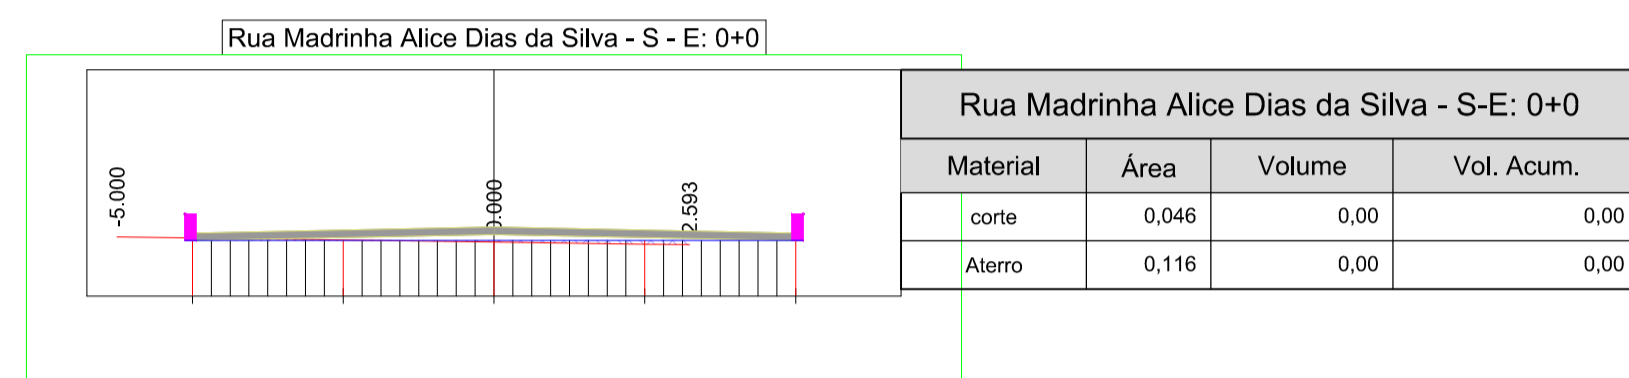 Rua Madrinha Alice Dias da Silva - S - E: 0+0
-5.000
0.000
2.593
Rua Madrinha Alice Dias da Silva - S-E: 0+0
Material Área Volume Vol. Acum.
corte 0,046 0,00 0,00
Aterro 0,116 0,00 0,00